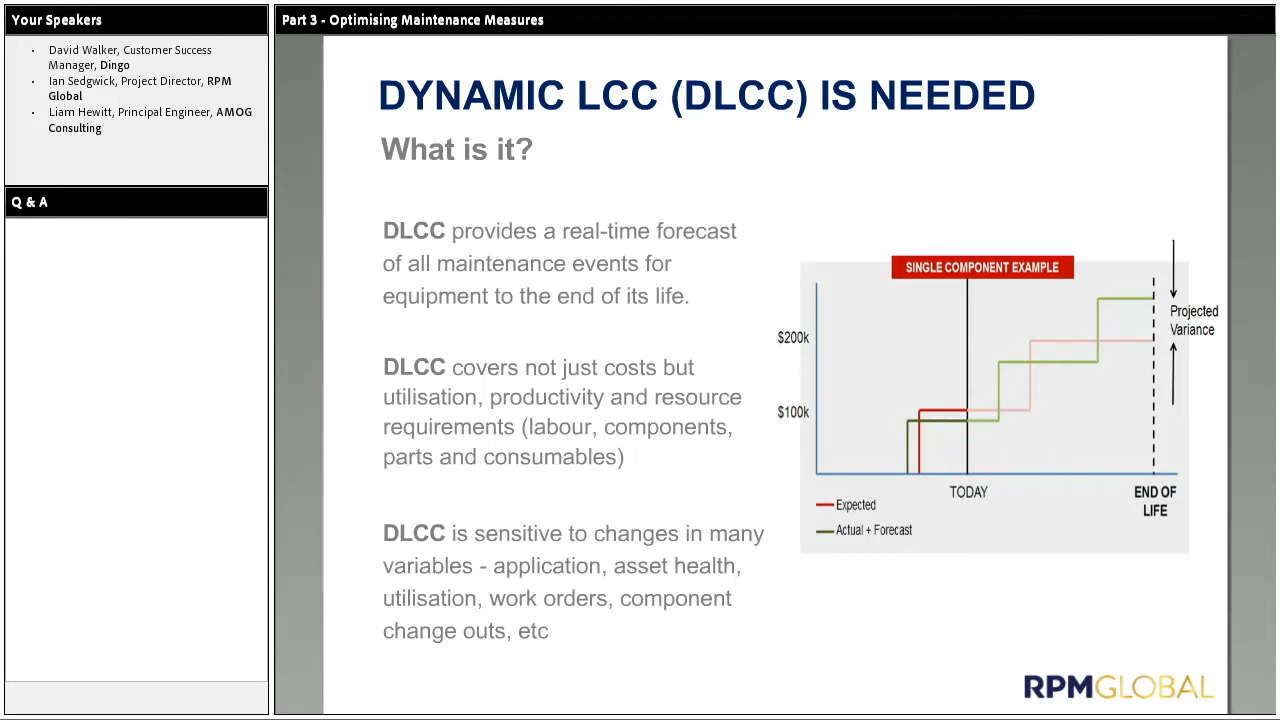 Your Speakers
• David Walker, Customer Success
Manager, Dingo
• Ian Sedgwick, Project Director, RPM
Global
• Liam Hewitt, Principal Engineer, AMOG
Consulting
Q & A
Part 3 - Optimising Maintenance Measures
DYNAMIC LCC (DLCC) IS NEEDED
What is it?
DLCC provides a real-time forecast
of all maintenance events for
equipment to the end of its life.
DLCC covers not just costs but
utilisation, productivity and resource
requirements (labour, components,
parts and consumables)
DLCC is sensitive to changes in many
variables - application, asset health,
utilisation, work orders, component
change outs, etc
SINGLE COMPONENT EXAMPLE
Projected
Variance
$200k
$100k
TODAY
END OF
LIFE
Expected
Actual + Forecast
RPMGLOBAL